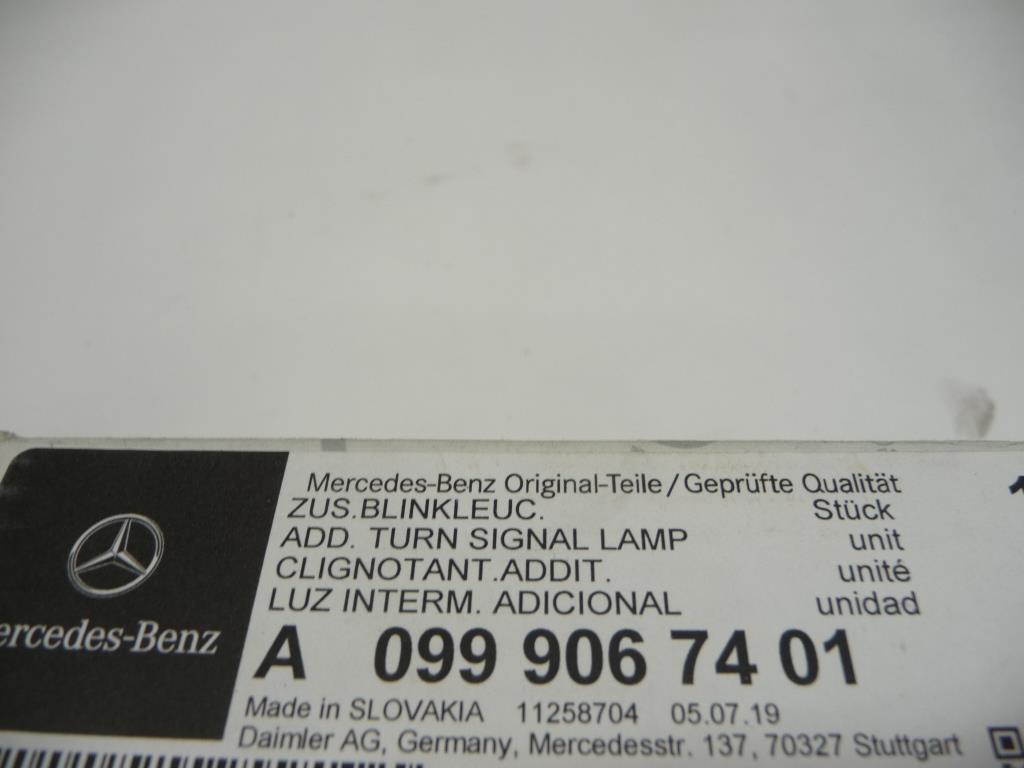 Mercedes-Benz Original-Teile/Geprüfte Qualität
ZUS.BLINKLEUC. Stück
ADD. TURN SIGNAL LAMP unit
CLIGNOTANT.ADDIT. unité
LUZ INTERM. ADICIONAL unidad
ercedes-Benz
A 099 906 74 01
Made in SLOVAKIA 11258704 05.07.19
Daimler AG, Germany, Mercedesstr. 137, 70327 Stuttgart